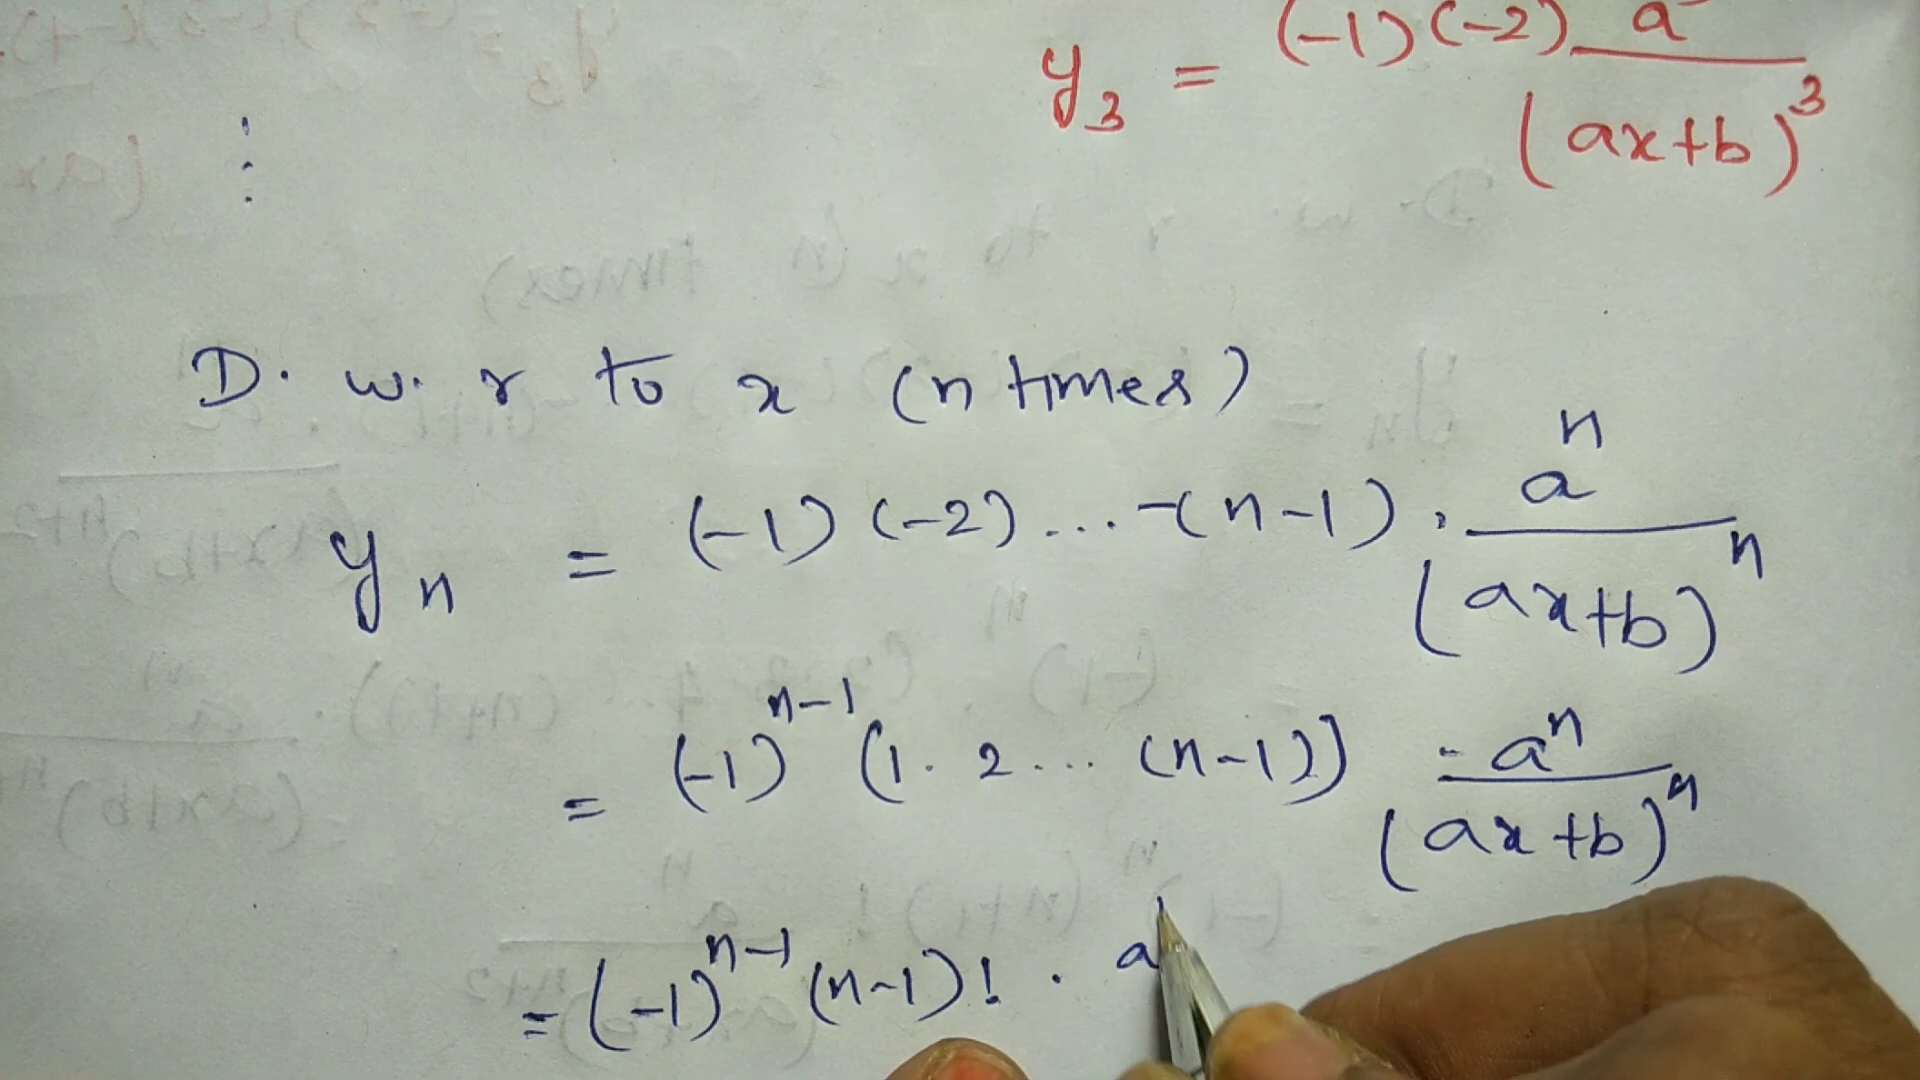 y₃ = (-1)(-2) a / (ax+b)³
⋮
D. w. r to x (n times)
yₙ = (-1)(-2)... -(n-1) . aⁿ / (ax+b)ⁿ
= (-1)ⁿ⁻¹ (1. 2... (n-1)) - aⁿ / (ax+b)ⁿ
= (-1)ⁿ⁻¹ (n-1)! . a